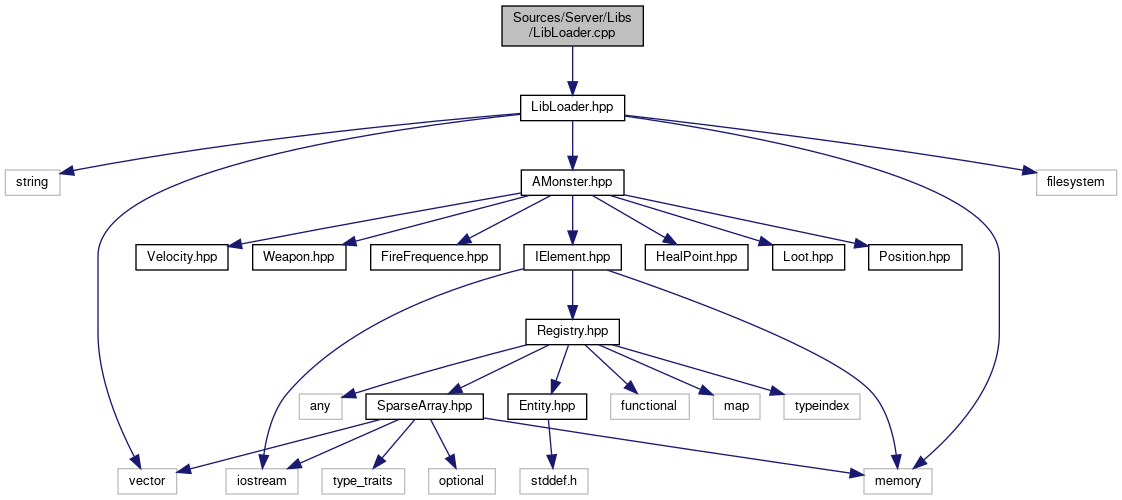 Sources/Server/Libs
/LibLoader.cpp
LibLoader.hpp
string
AMonster.hpp
filesystem
Velocity.hpp
Weapon.hpp
FireFrequence.hpp
IElement.hpp
HealPoint.hpp
Loot.hpp
Position.hpp
Registry.hpp
any
SparseArray.hpp
Entity.hpp
functional
map
typeindex
vector
iostream
type_traits
optional
stddef.h
memory